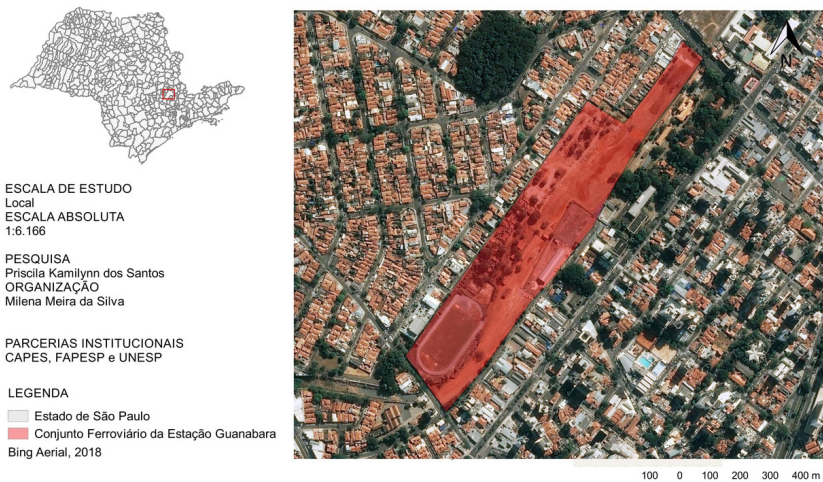 N
ESCALA DE ESTUDO
Local
ESCALA ABSOLUTA
1:6.166
PESQUISA
Priscila Kamilynn dos Santos
ORGANIZAÇÃO
Milena Meira da Silva
PARCERIAS INSTITUCIONAIS
CAPES, FAPESP e UNESP
LEGENDA
Estado de São Paulo
Conjunto Ferroviário da Estação Guanabara
Bing Aerial, 2018
100 0 100 200 300 400 m